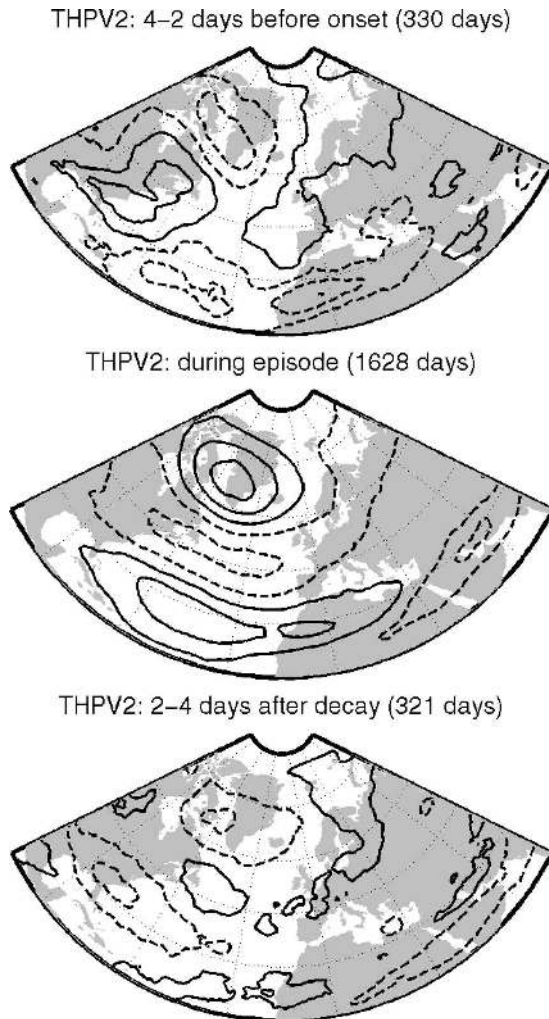 THPV2: 4−2 days before onset (330 days)
THPV2: during episode (1628 days)
THPV2: 2−4 days after decay (321 days)